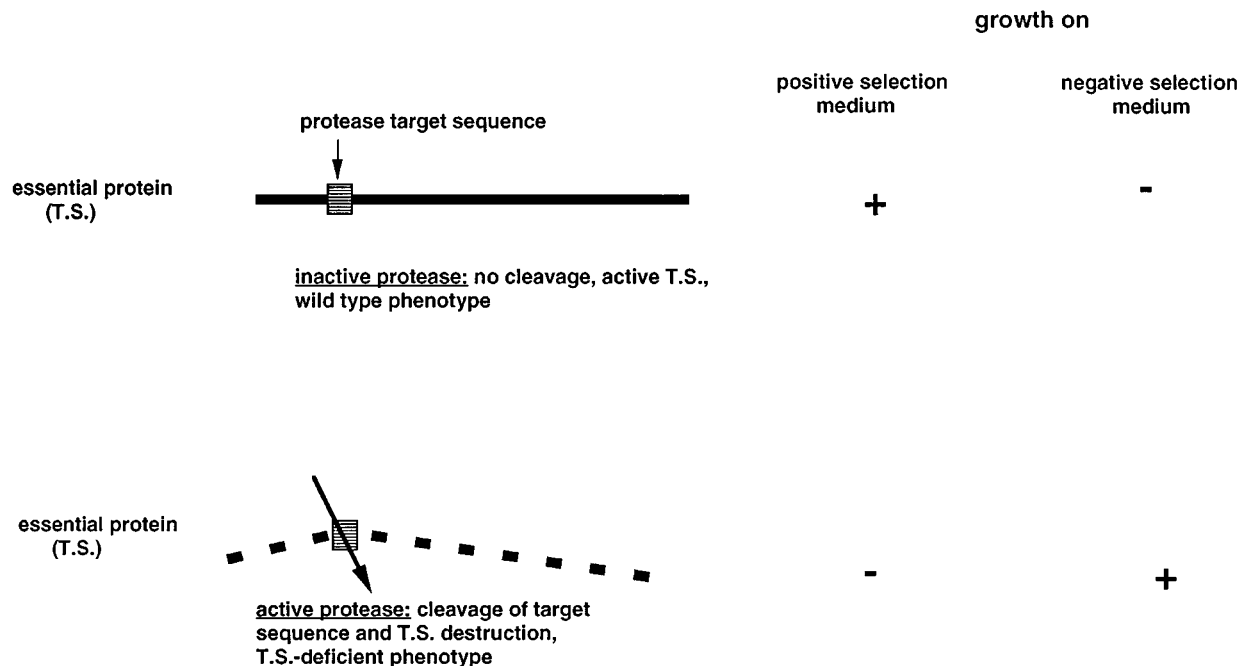 growth on
positive selection
medium
negative selection
medium
protease target sequence
essential protein
(T.S.)
+
-
inactive protease: no cleavage, active T.S.,
wild type phenotype
essential protein
(T.S.)
-
+
active protease: cleavage of target
sequence and T.S. destruction,
T.S.-deficient phenotype